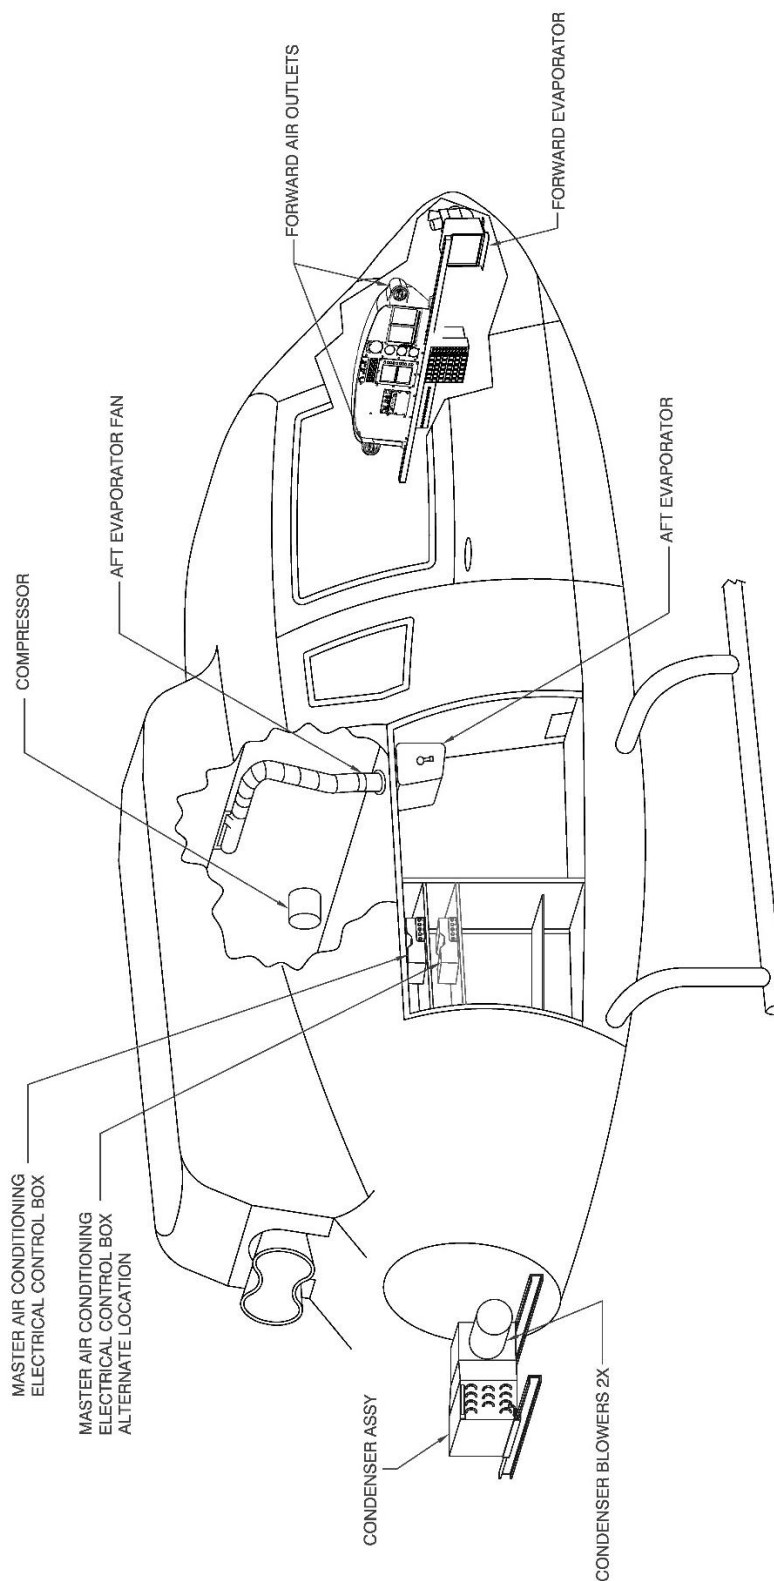 MASTER AIR CONDITIONING
ELECTRICAL CONTROL BOX
MASTER AIR CONDITIONING
ELECTRICAL CONTROL BOX
ALTERNATE LOCATION
COMPRESSOR
AFT EVAPORATOR FAN
FORWARD AIR OUTLETS
CONDENSER ASSY
CONDENSER BLOWERS 2X
AFT EVAPORATOR
FORWARD EVAPORATOR